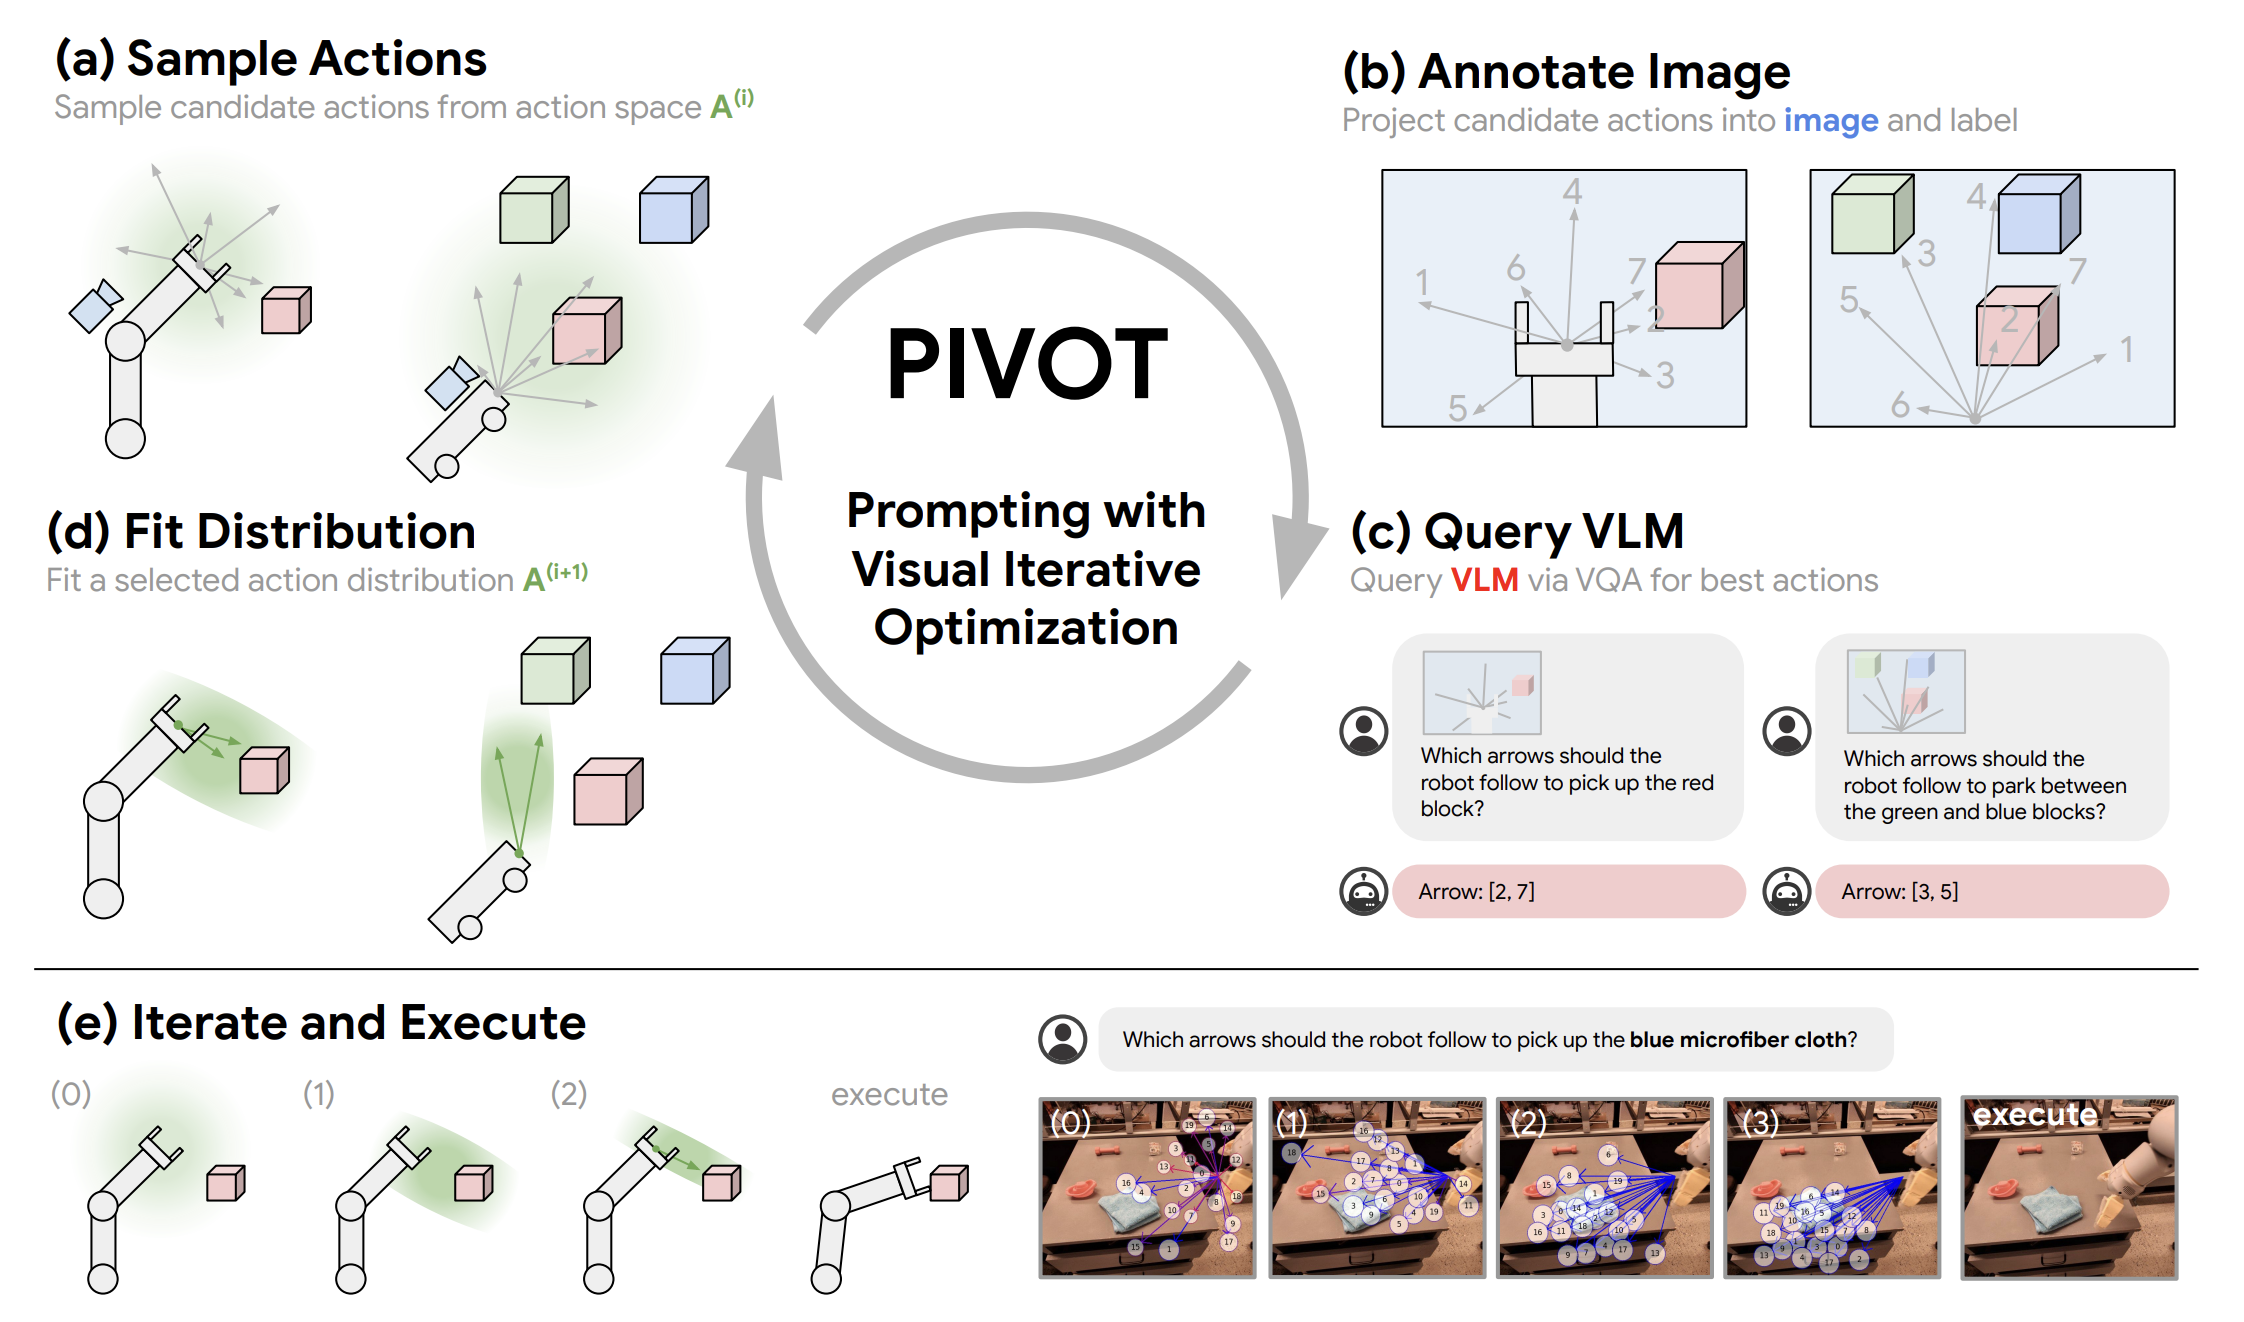 (a) Sample Actions
Sample candidate actions from action space A(i)
(b) Annotate Image
Project candidate actions into image and label
4
6
1
7
2
3
5
4
3
7
5
2
1
6
PIVOT
Prompting with
Visual Iterative
Optimization
(d) Fit Distribution
Fit a selected action distribution A(i+1)
(c) Query VLM
Query VLM via VQA for best actions
Which arrows should the
robot follow to pick up the red
block?
Which arrows should the
robot follow to park between
the green and blue blocks?
Arrow: [2, 7]
Arrow: [3, 5]
(e) Iterate and Execute
(0)
(1)
(2)
execute
Which arrows should the robot follow to pick up the blue microfiber cloth?
(0)
(1)
(2)
(3)
execute